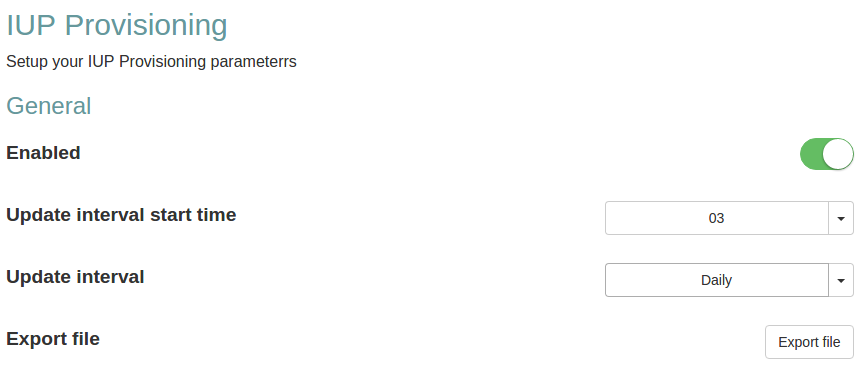 IUP Provisioning
Setup your IUP Provisioning parameterrs
General
Enabled
Update interval start time
03
Update interval
Daily
Export file
Export file